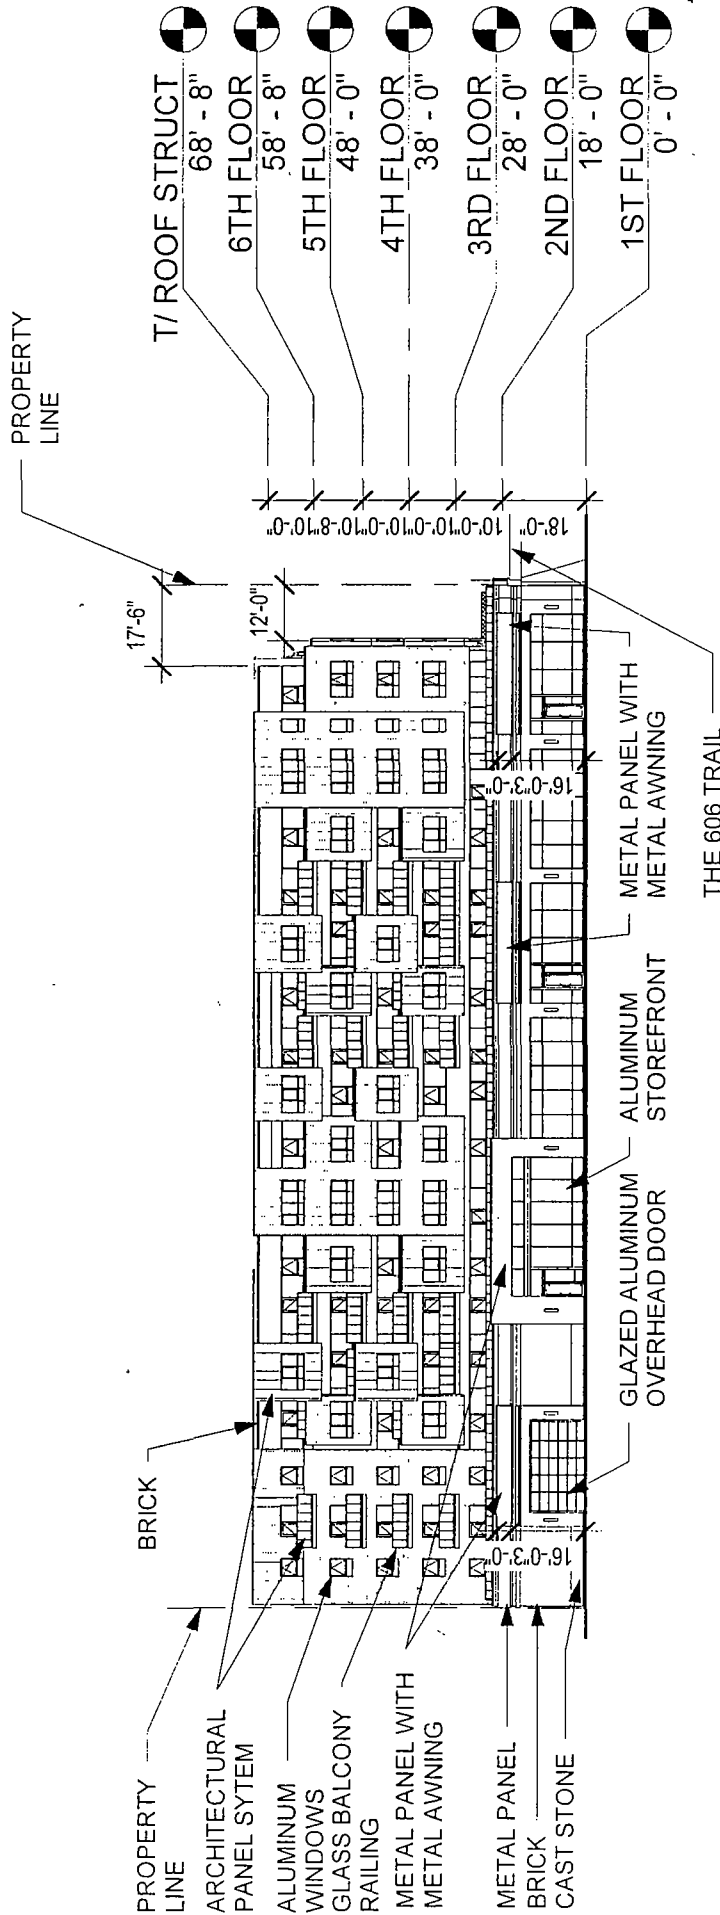 PROPERTY
LINE
T/ ROOF STRUCT
68' - 8"
6TH FLOOR
58' - 8"
5TH FLOOR
48' - 0"
4TH FLOOR
38' - 0"
3RD FLOOR
28' - 0"
2ND FLOOR
18' - 0"
1ST FLOOR
0' - 0"
17'-6"
12'-0"
10'-0"
10'-8"
10'-0"
10'-0"
10'-0"
18'-0"
BRICK
PROPERTY
LINE
ARCHITECTURAL
PANEL SYTEM
ALUMINUM
WINDOWS
GLASS BALCONY
RAILING
METAL PANEL WITH
METAL AWNING
METAL PANEL
BRICK
CAST STONE
3'-0"
16'-0"
3'-0"
16'-0"
GLAZED ALUMINUM
OVERHEAD DOOR
ALUMINUM
STOREFRONT
METAL PANEL WITH
METAL AWNING
THE 606 TRAIL